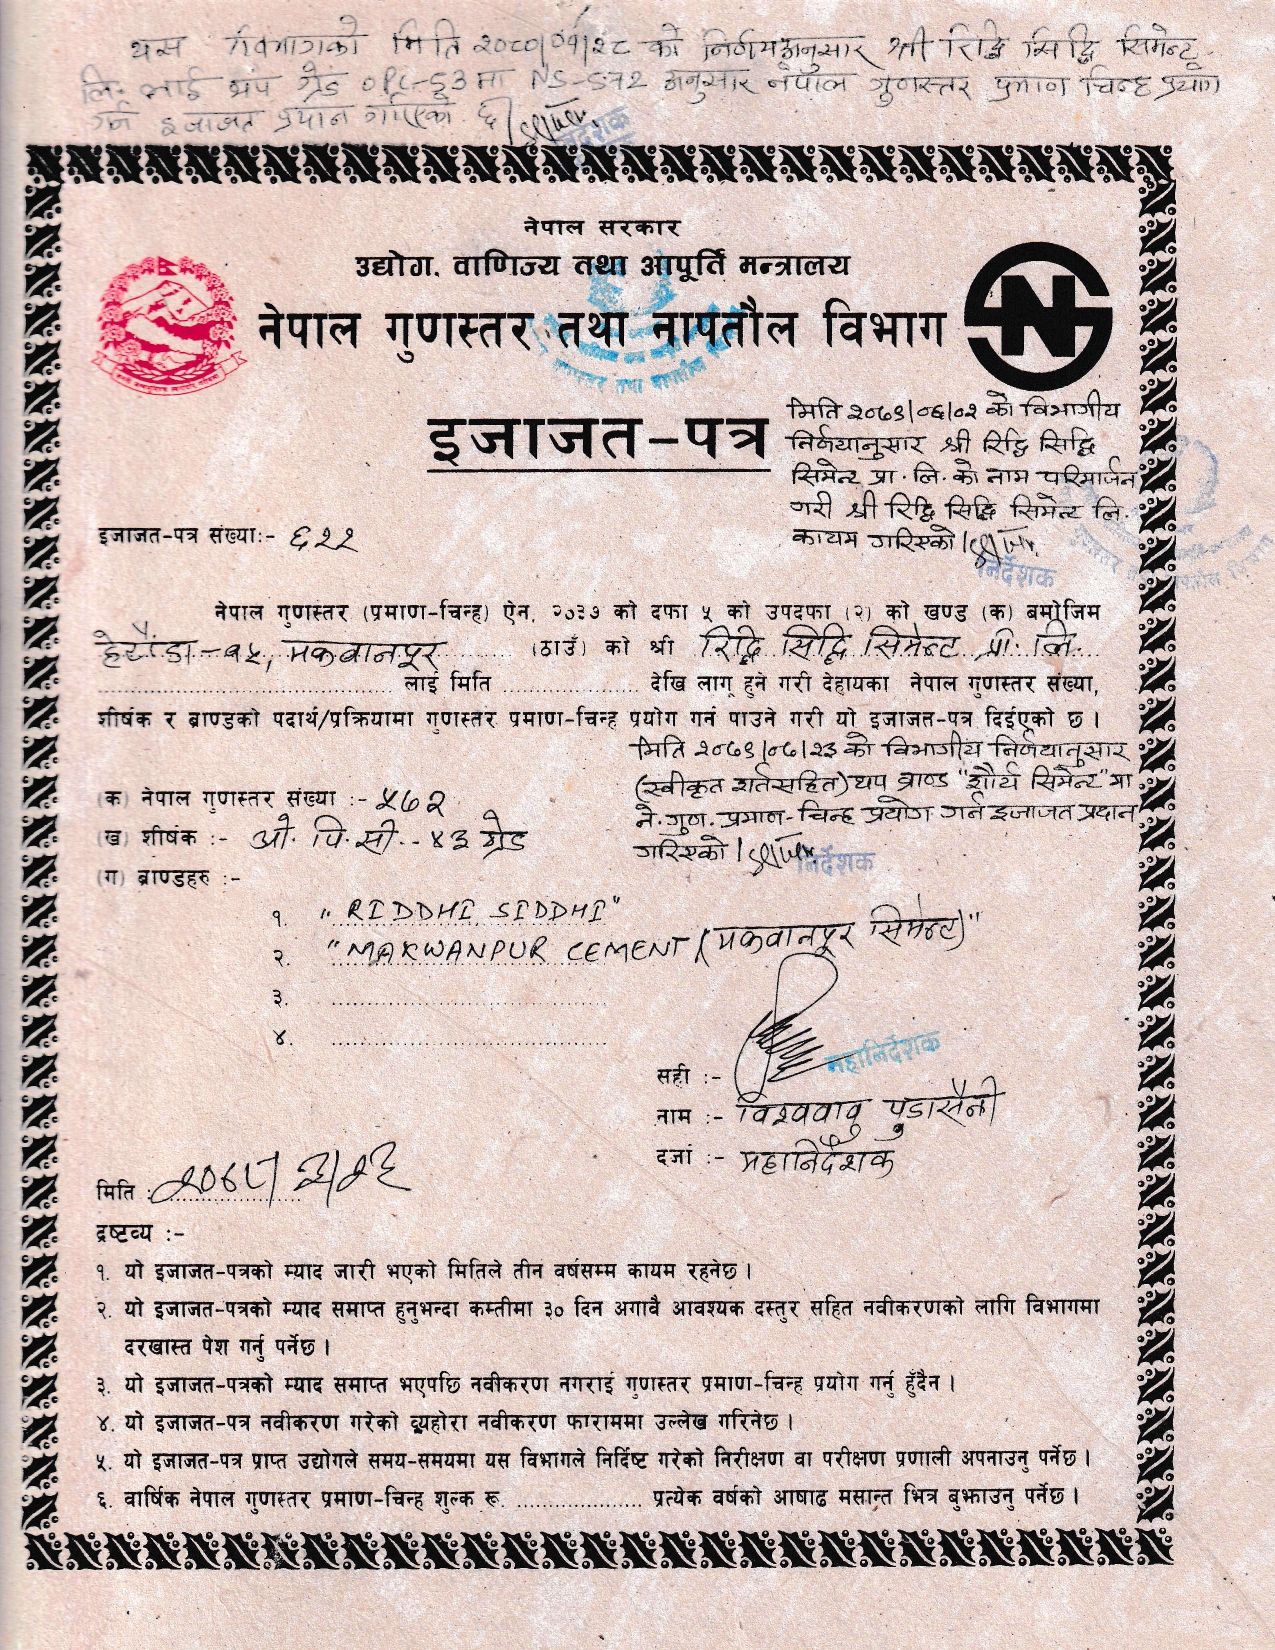 यस विभागको मिति २०८०/०१/२८ को निर्णयअनुसार श्री रिद्धि सिद्धि सिमेन्ट
लि. लाई थप ग्रेड OPC-53 मा NS-572 अनुसार नेपाल गुणस्तर प्रमाण चिन्ह प्रयोग
गर्न इजाजत प्रदान गरिएको छ।
निर्देशक
नेपाल सरकार
उद्योग, वाणिज्य तथा आपूर्ति मन्त्रालय
नेपाल गुणस्तर तथा नापतौल विभाग
N
इजाजत-पत्र
मिति २०७९/०६/०२ को विभागीय
निर्णयानुसार श्री रिद्धि सिद्धि
सिमेन्ट प्रा. लि. को नाम परिमार्जन
गरी श्री रिद्धि सिद्धि सिमेन्ट लि.
कायम गरिएको।
निर्देशक
इजाजत-पत्र संख्याः- ६२२
नेपाल गुणस्तर (प्रमाण-चिन्ह) ऐन, २०३७ को दफा ५ को उपदफा (२) को खण्ड (क) बमोजिम
हेटौंडा-१५, मकवानपुर (ठाउँ) को श्री रिद्धि सिद्धि सिमेन्ट प्रा. लि.
लाई मिति देखि लागू हुने गरी देहायका नेपाल गुणस्तर संख्या,
शीर्षक र ब्राण्डको पदार्थ/प्रक्रियामा गुणस्तर प्रमाण-चिन्ह प्रयोग गर्न पाउने गरी यो इजाजत-पत्र दिईएको छ।
मिति २०७९/०७/२३ को विभागीय निर्णयानुसार
(स्वीकृत शर्तसहित) थप ब्राण्ड "शौर्य सिमेन्ट" मा
ने. गुण. प्रमाण-चिन्ह प्रयोग गर्न इजाजत प्रदान
गरिएको।
निर्देशक
(क) नेपाल गुणस्तर संख्या :- ५७२
(ख) शीर्षक :- ओ. पि. सी.- ४३ ग्रेड
(ग) ब्राण्डहरु :-
१. "RIDDHI SIDDHI"
२. "MAKWANPUR CEMENT (मकवानपुर सिमेन्ट)"
३.
४.
सही :-
महानिर्देशक
नाम :- विश्वबाबु पुडासैनी
दर्जा :- महानिर्देशक
मिति :
द्रष्टव्य :-
१. यो इजाजत-पत्रको म्याद जारी भएको मितिले तीन वर्षसम्म कायम रहनेछ।
२. यो इजाजत-पत्रको म्याद समाप्त हुनुभन्दा कम्तीमा ३० दिन अगावै आवश्यक दस्तुर सहित नवीकरणको लागि विभागमा
दरखास्त पेश गर्नु पर्नेछ।
३. यो इजाजत-पत्रको म्याद समाप्त भएपछि नवीकरण नगराई गुणस्तर प्रमाण-चिन्ह प्रयोग गर्नु हुँदैन।
४. यो इजाजत-पत्र नवीकरण गरेको व्यहोरा नवीकरण फाराममा उल्लेख गरिनेछ।
५. यो इजाजत-पत्र प्राप्त उद्योगले समय-समयमा यस विभागले निर्दिष्ट गरेको निरीक्षण वा परीक्षण प्रणाली अपनाउनु पर्नेछ।
६. वार्षिक नेपाल गुणस्तर प्रमाण-चिन्ह शुल्क रू. .................... प्रत्येक वर्षको आषाढ मसान्त भित्र बुझाउनु पर्नेछ।